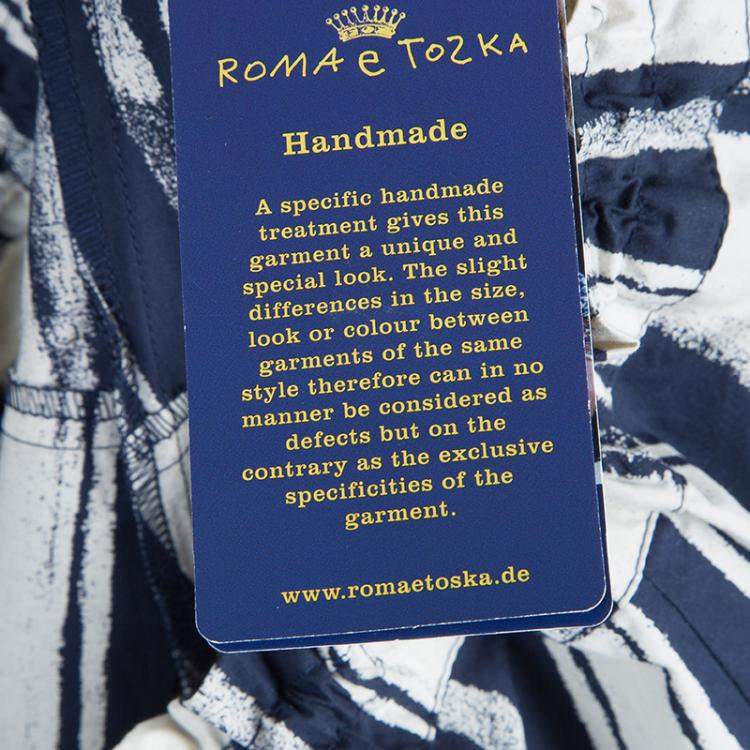 ROMA e TOSKA
Handmade
A specific handmade
treatment gives this
garment a unique and
special look. The slight
differences in the size,
look or colour between
garments of the same
style therefore can in no
manner be considered as
defects but on the
contrary as the exclusive
specificities of the
garment.
www.romaetoska.de